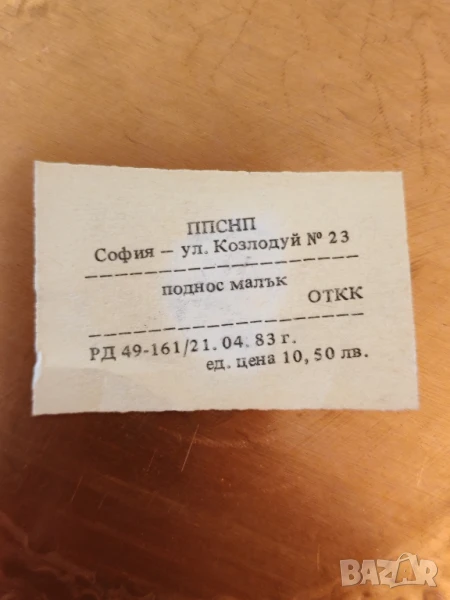 ППСНП
София – ул. Козлодуй № 23
поднос малък
ОТКК
РД 49-161/21. 04. 83 г.
ед. цена 10, 50 лв.
BAZAR